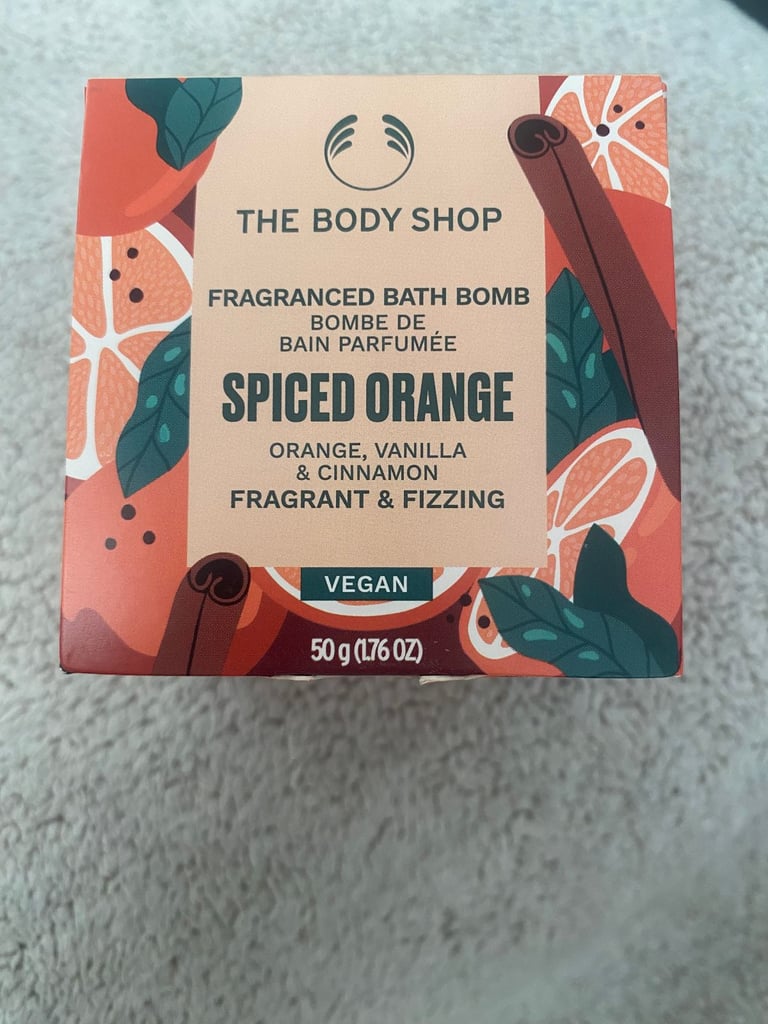 THE BODY SHOP
FRAGRANCED BATH BOMB
BOMBE DE
BAIN PARFUMÉE
SPICED ORANGE
ORANGE, VANILLA
& CINNAMON
FRAGRANT & FIZZING
VEGAN
50 g (1.76 OZ)